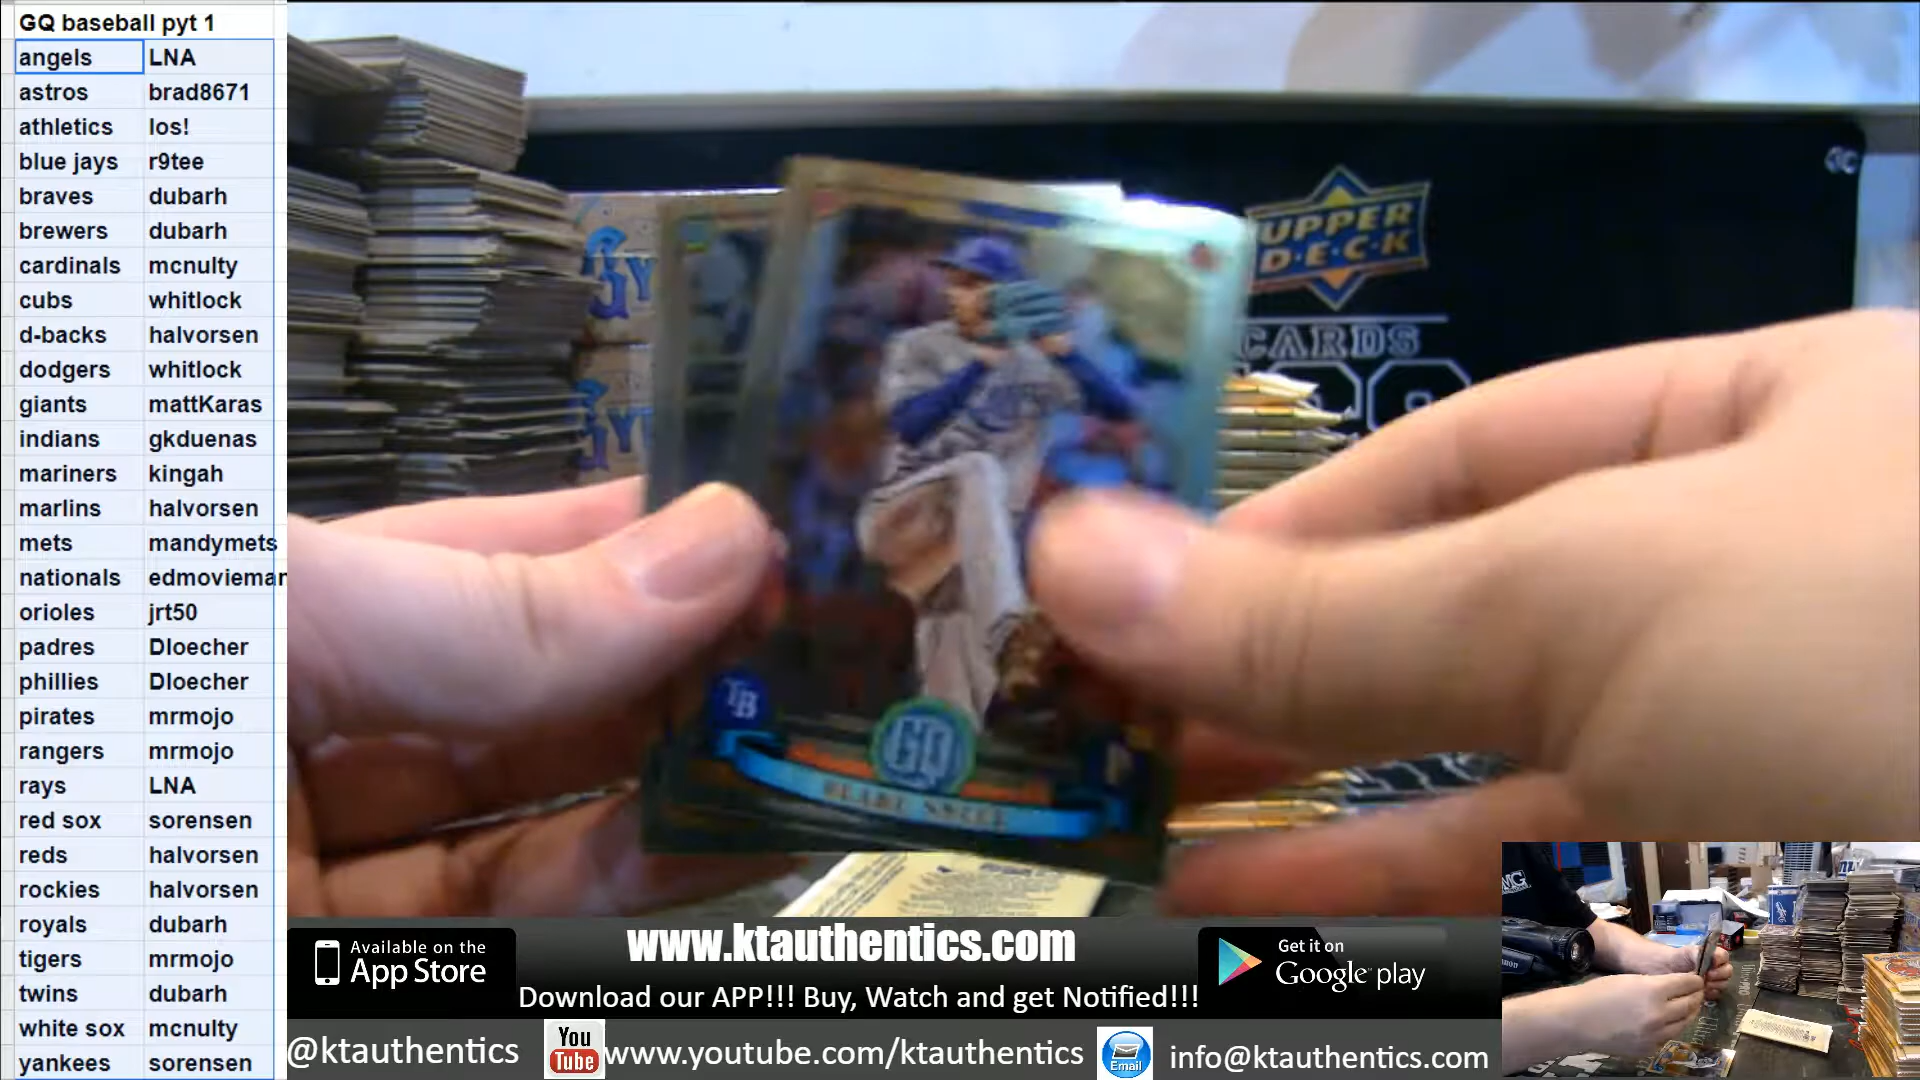 GQ baseball pyt 1
angels LNA
astros brad8671
athletics los!
blue jays r9tee
braves dubarh
brewers dubarh
cardinals mcnulty
cubs whitlock
d-backs halvorsen
dodgers whitlock
giants mattKaras
indians gkduenas
mariners kingah
marlins halvorsen
mets mandymets
nationals edmovieman
orioles jrt50
padres Dloecher
phillies Dloecher
pirates mrmojo
rangers mrmojo
rays LNA
red sox sorensen
reds halvorsen
rockies halvorsen
royals dubarh
tigers mrmojo
twins dubarh
white sox mcnulty
yankees sorensen
UPPER
D·E·C·K
CARDS
TB
GQ
BLAKE SNELL
Available on the
App Store
www.ktauthentics.com
Get it on
Google play
Download our APP!!! Buy, Watch and get Notified!!!
@ktauthentics
You
Tube
www.youtube.com/ktauthentics
Email
info@ktauthentics.com